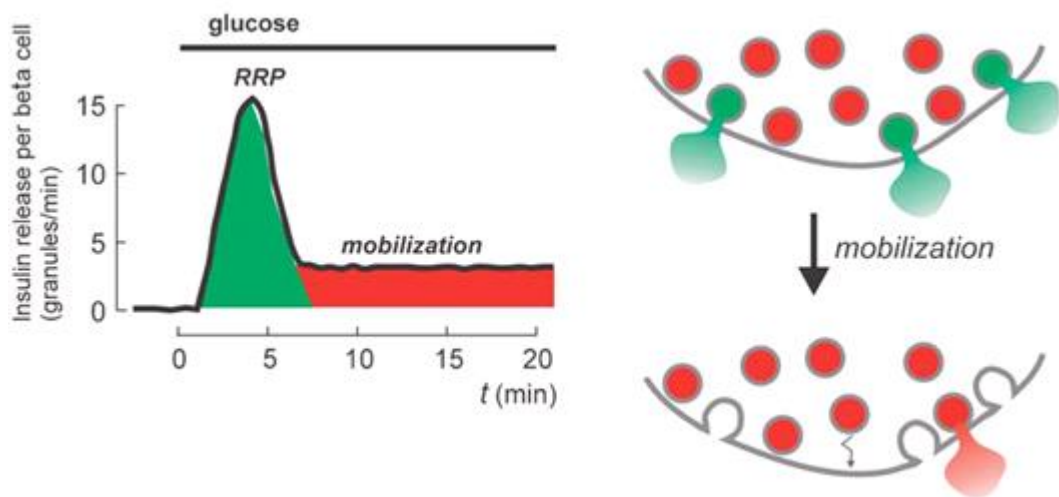 glucose
RRP
Insulin release per beta cell
(granules/min)
15
10
5
0
mobilization
0 5 10 15 20
t (min)
mobilization